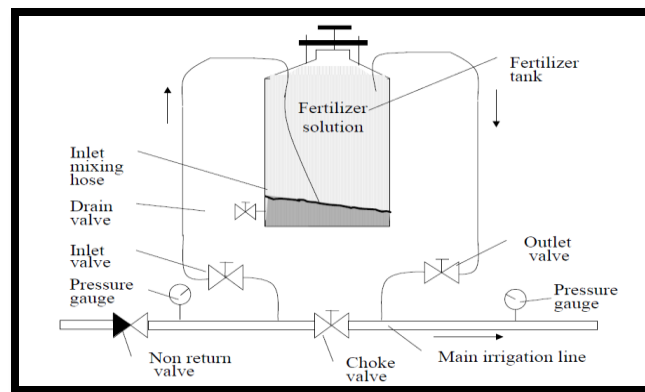 Fertilizer
tank
Fertilizer
solution
Inlet
mixing
hose
Drain
valve
Inlet
valve
Outlet
valve
Pressure
gauge
Pressure
gauge
Non return
valve
Choke
valve
Main irrigation line